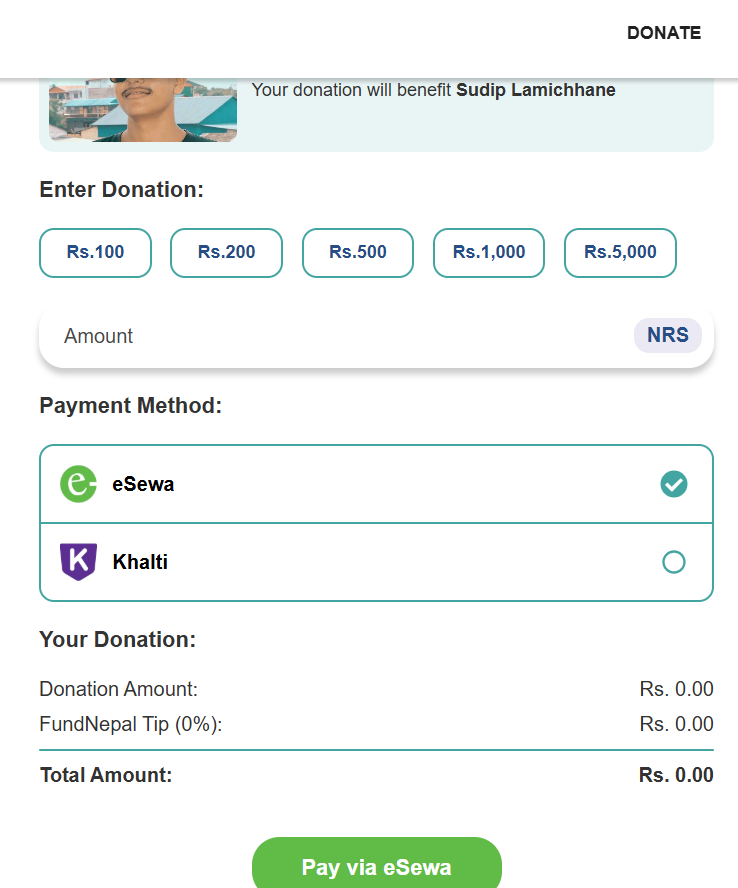 DONATE
Your donation will benefit Sudip Lamichhane
Enter Donation:
Rs.100 Rs.200 Rs.500 Rs.1,000 Rs.5,000
Amount NRS
Payment Method:
e eSewa
K Khalti
Your Donation:
Donation Amount: Rs. 0.00
FundNepal Tip (0%): Rs. 0.00
Total Amount: Rs. 0.00
Pay via eSewa